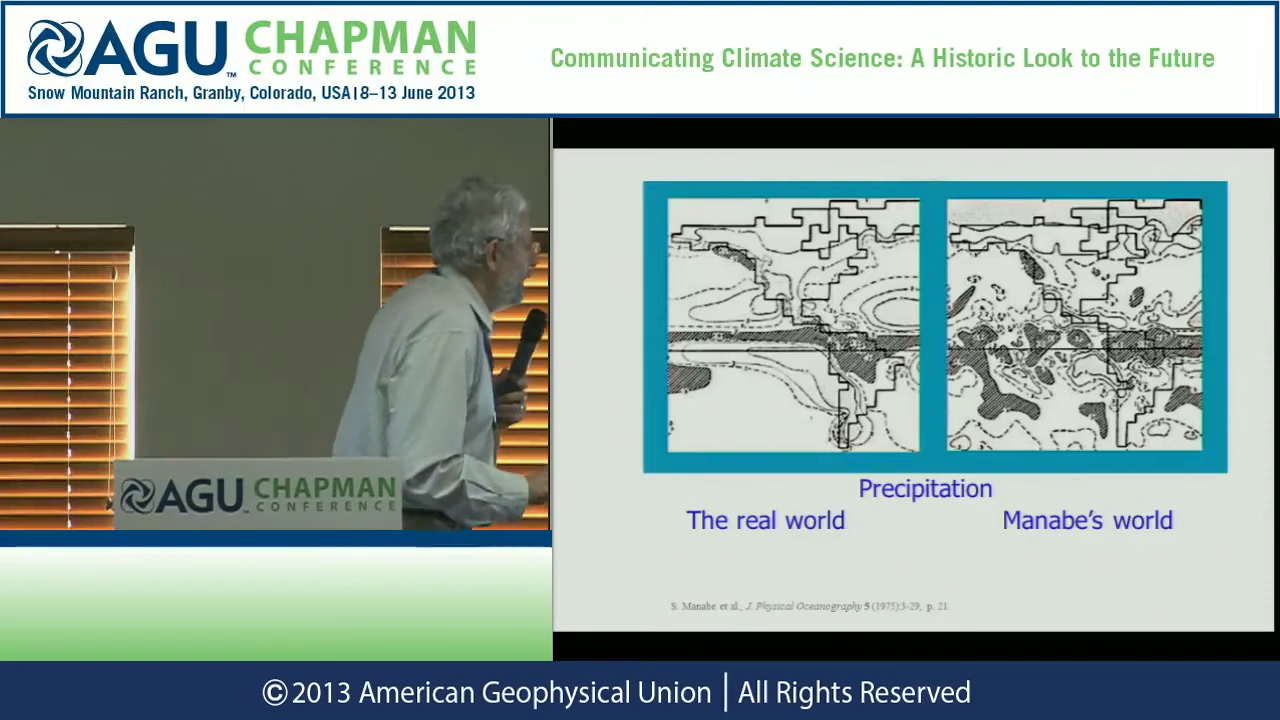 AGU™ CHAPMAN
CONFERENCE
Snow Mountain Ranch, Granby, Colorado, USA|8–13 June 2013
Communicating Climate Science: A Historic Look to the Future
AGU CHAPMAN
CONFERENCE
Precipitation
The real world
Manabe's world
S. Manabe et al., J. Physical Oceanography 5 (1975):3-29, p. 21.
©2013 American Geophysical Union | All Rights Reserved